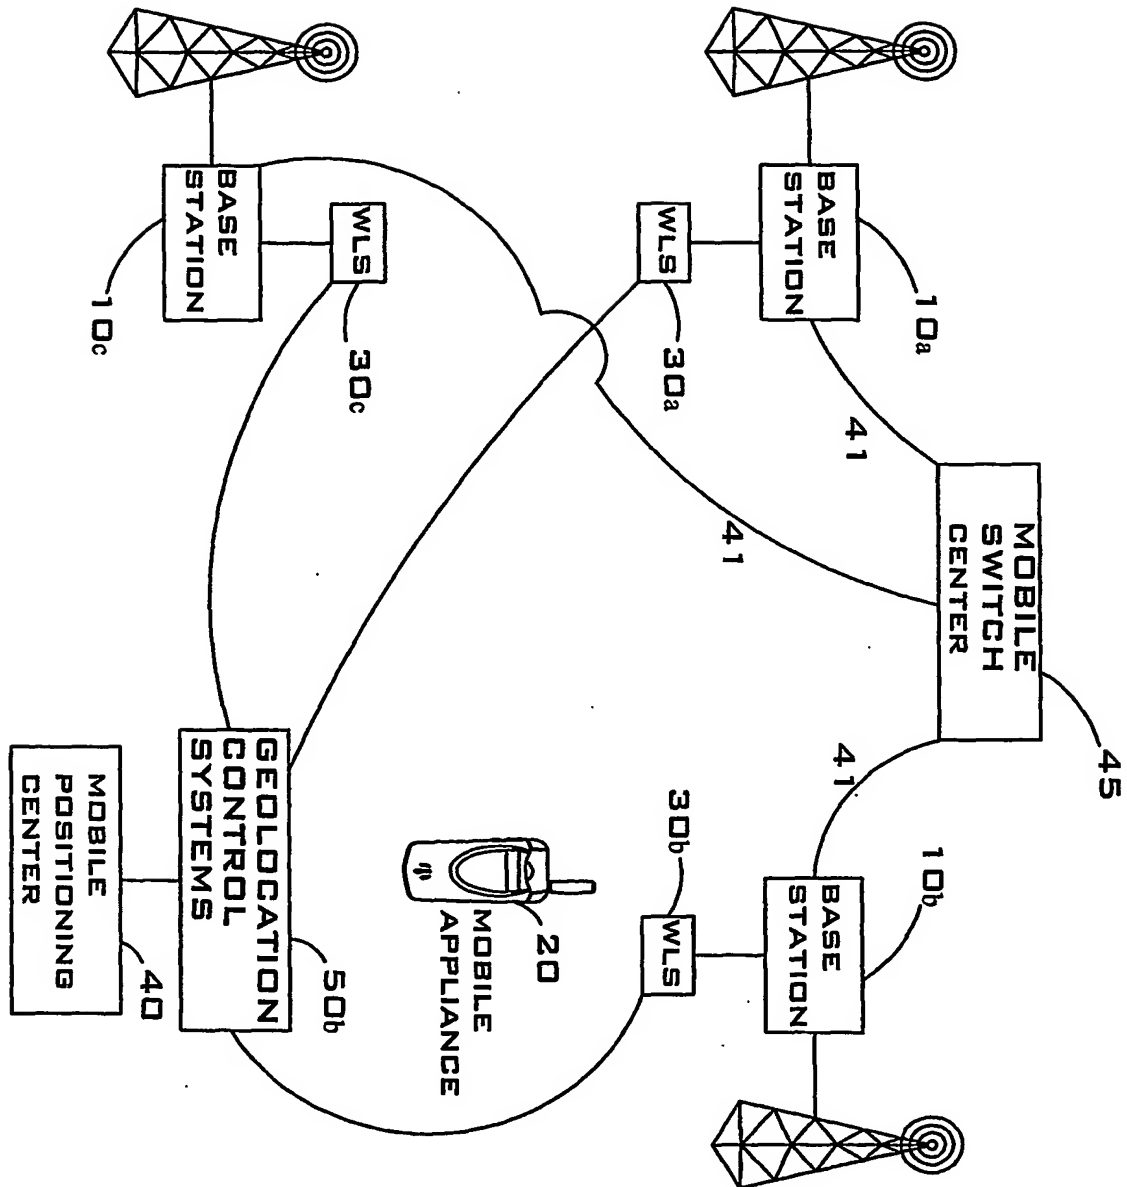 MOBILE
SWITCH
CENTER
45
41
41
41
BASE
STATION
10a
WLS
30a
BASE
STATION
10b
WLS
30b
BASE
STATION
10c
WLS
30c
20
MOBILE
APPLIANCE
GEOLOCATION
CONTROL
SYSTEMS
50b
MOBILE
POSITIONING
CENTER
40